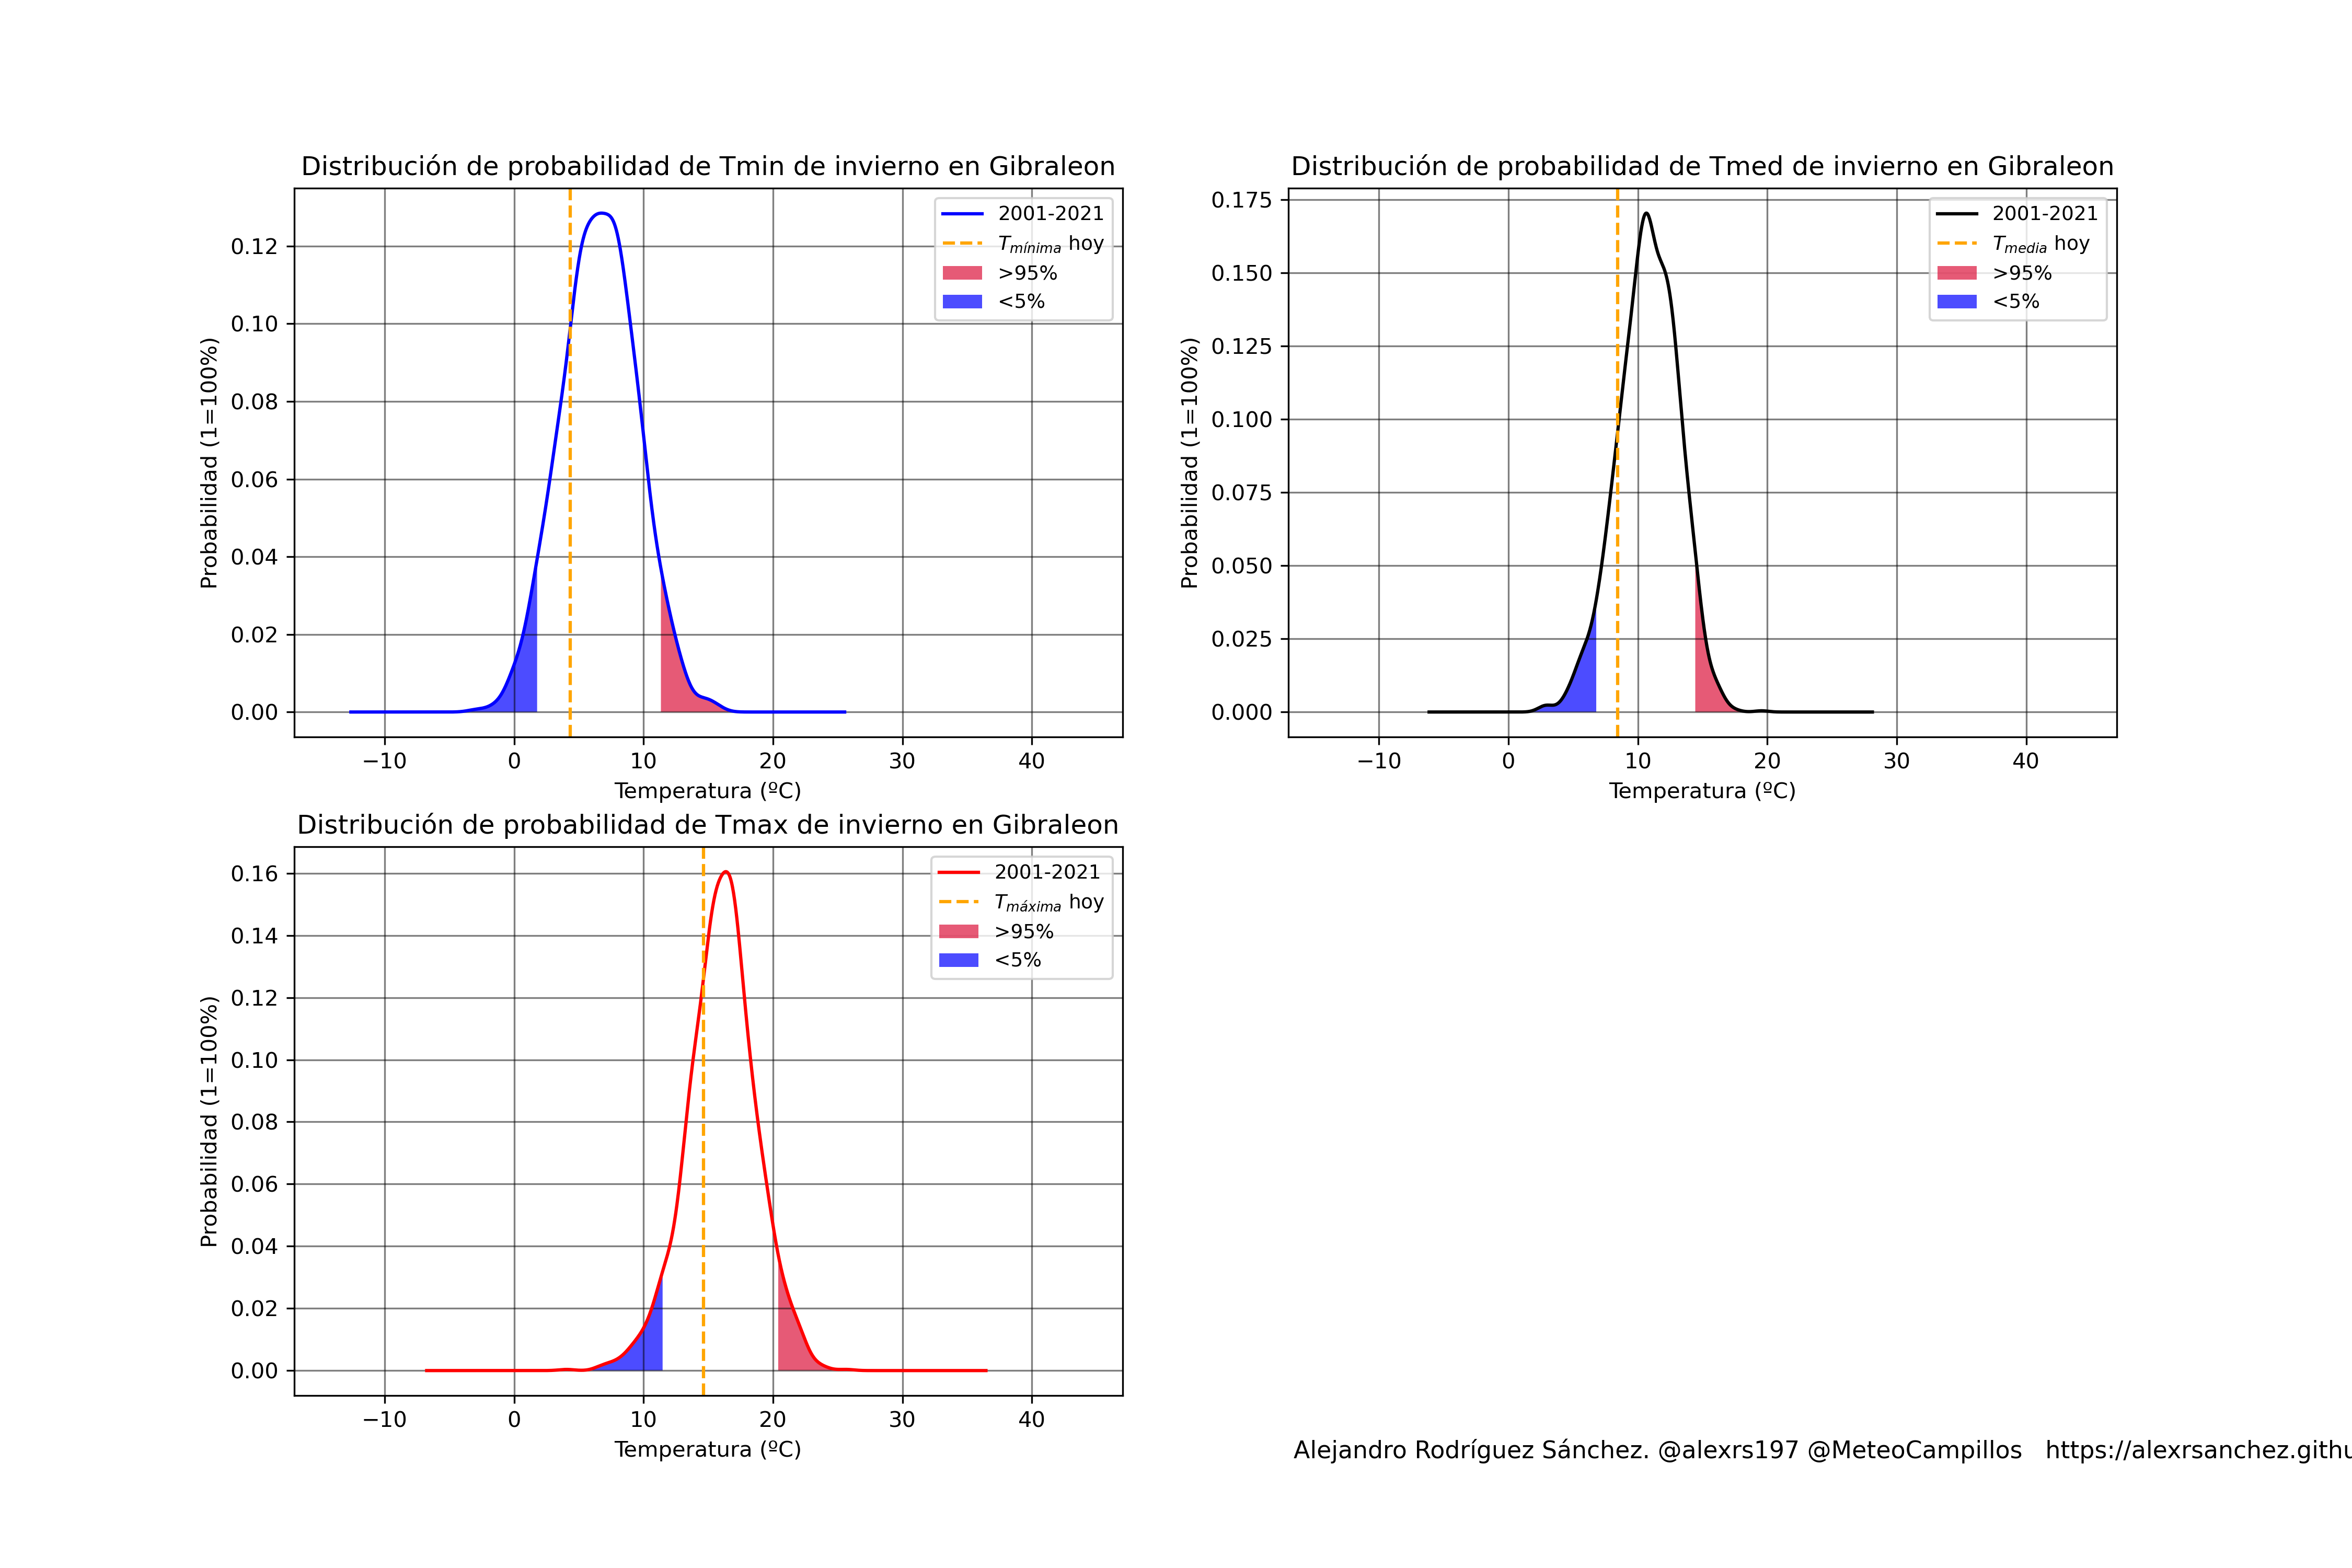 Distribución de probabilidad de Tmin de invierno en Gibraleon
0.12
0.10
0.08
0.06
0.04
0.02
0.00
Probabilidad (1=100%)
2001-2021
Tmínima hoy
>95%
<5%
−10 0 10 20 30 40
Temperatura (ºC)
Distribución de probabilidad de Tmed de invierno en Gibraleon
0.175
0.150
0.125
0.100
0.075
0.050
0.025
0.000
Probabilidad (1=100%)
2001-2021
Tmedia hoy
>95%
<5%
−10 0 10 20 30 40
Temperatura (ºC)
Distribución de probabilidad de Tmax de invierno en Gibraleon
0.16
0.14
0.12
0.10
0.08
0.06
0.04
0.02
0.00
Probabilidad (1=100%)
2001-2021
Tmáxima hoy
>95%
<5%
−10 0 10 20 30 40
Temperatura (ºC)
Alejandro Rodríguez Sánchez. @alexrs197 @MeteoCampillos https://alexrsanchez.githu